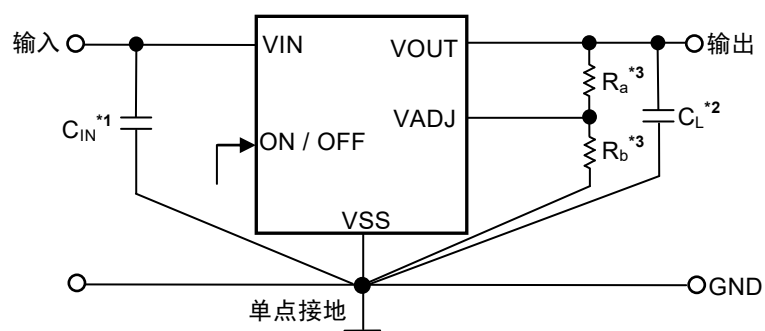 输入
VIN
VOUT
输出
Ra*3
CIN*1
VADJ
CL*2
ON / OFF
Rb*3
VSS
GND
单点接地